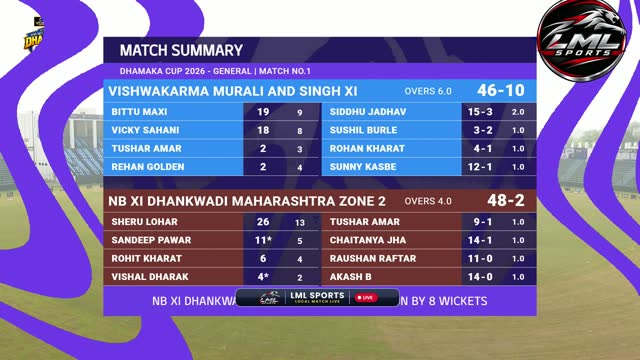 MATCH SUMMARY
DHAMAKA CUP 2026 - GENERAL | MATCH NO.1
VISHWAKARMA MURALI AND SINGH XI OVERS 6.0 46-10
BITTU MAXI 19 9 SIDDHU JADHAV 15-3 2.0
VICKY SAHANI 18 8 SUSHIL BURLE 3-2 1.0
TUSHAR AMAR 2 3 ROHAN KHARAT 4-1 1.0
REHAN GOLDEN 2 4 SUNNY KASBE 12-1 1.0
NB XI DHANKWADI MAHARASHTRA ZONE 2 OVERS 4.0 48-2
SHERU LOHAR 26 13 TUSHAR AMAR 9-1 1.0
SANDEEP PAWAR 11* 5 CHAITANYA JHA 14-1 1.0
ROHIT KHARAT 6 4 RAUSHAN RAFTAR 11-0 1.0
VISHAL DHARAK 4* 2 AKASH B 14-0 1.0
NB XI DHANKW N BY 8 WICKETS
LML SPORTS
LOCAL MATCH LIVE
LIVE
LML
SPORTS